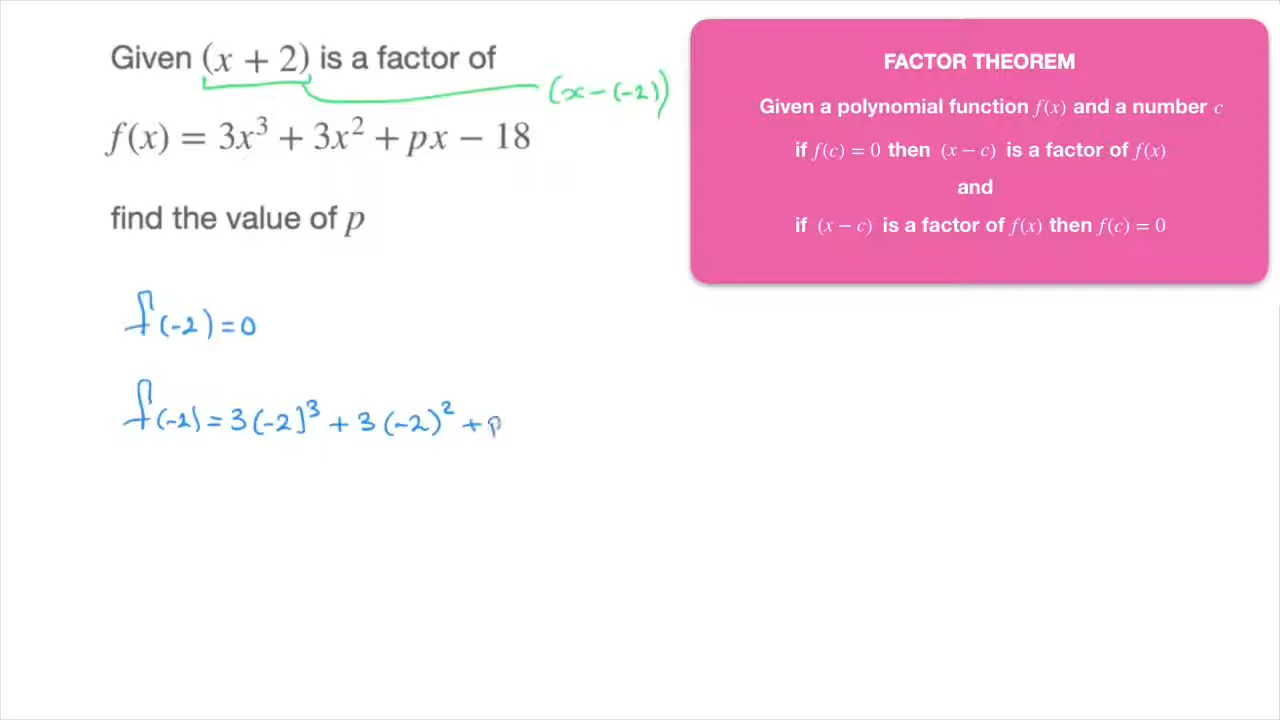 Given (x + 2) is a factor of
(x - (-2))
f(x) = 3x³ + 3x² + px − 18
find the value of p
f(-2) = 0
f(-2) = 3(-2)³ + 3(-2)² + p
FACTOR THEOREM
Given a polynomial function f(x) and a number c
if f(c) = 0 then (x − c) is a factor of f(x)
and
if (x − c) is a factor of f(x) then f(c) = 0